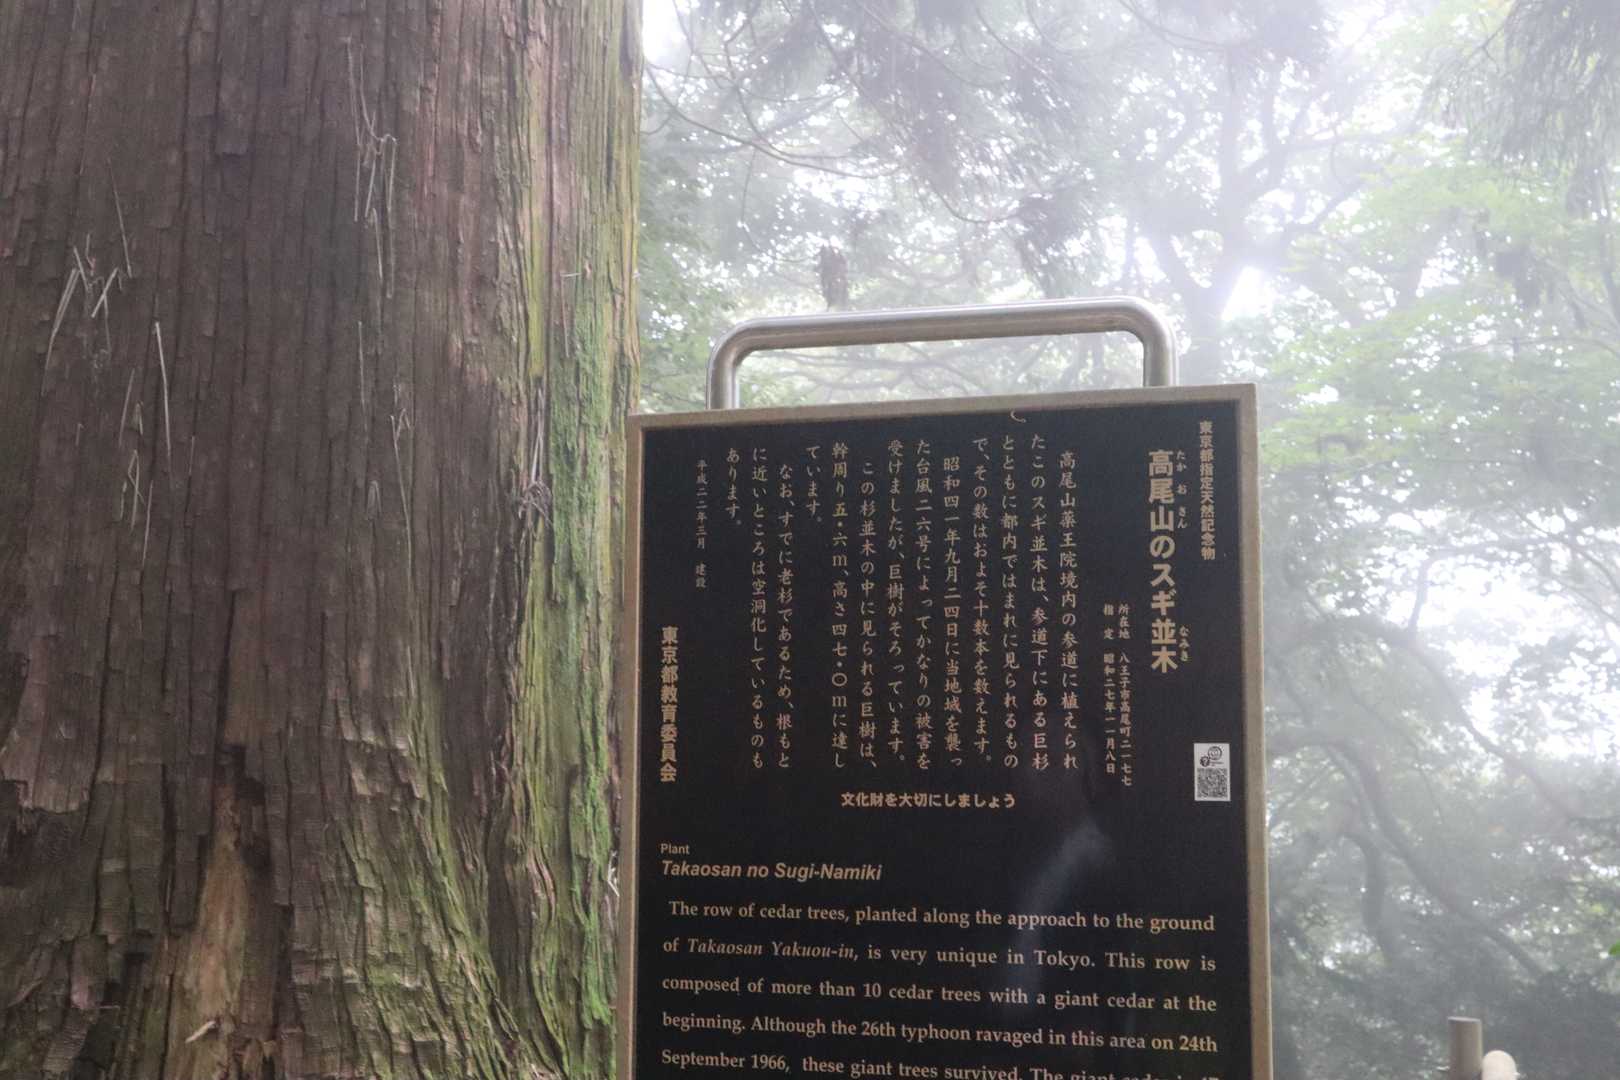 東京都指定天然記念物
高尾山のスギ並木
たかおさん
なみき
所在地 八王子市高尾町二一七七
指定 昭和二七年一一月八日
高尾山薬王院境内の参道に植えられ
たこのスギ並木は、参道下にある巨杉
とともに都内ではまれに見られるもの
で、その数はおよそ十数本を数えます。
昭和四一年九月二四日に当地域を襲っ
た台風二六号によってかなりの被害を
受けましたが、巨樹がそろっています。
この杉並木の中に見られる巨樹は、
幹周り五・六m、高さ四七・〇mに達し
ています。
なお、すでに老杉であるため、根もと
に近いところは空洞化しているものも
あります。
平成二二年三月 建設
東京都教育委員会
文化財を大切にしましょう
Plant
Takaosan no Sugi-Namiki
The row of cedar trees, planted along the approach to the ground
of Takaosan Yakuou-in, is very unique in Tokyo. This row is
composed of more than 10 cedar trees with a giant cedar at the
beginning. Although the 26th typhoon ravaged in this area on 24th
September 1966, these giant trees survived. The giant